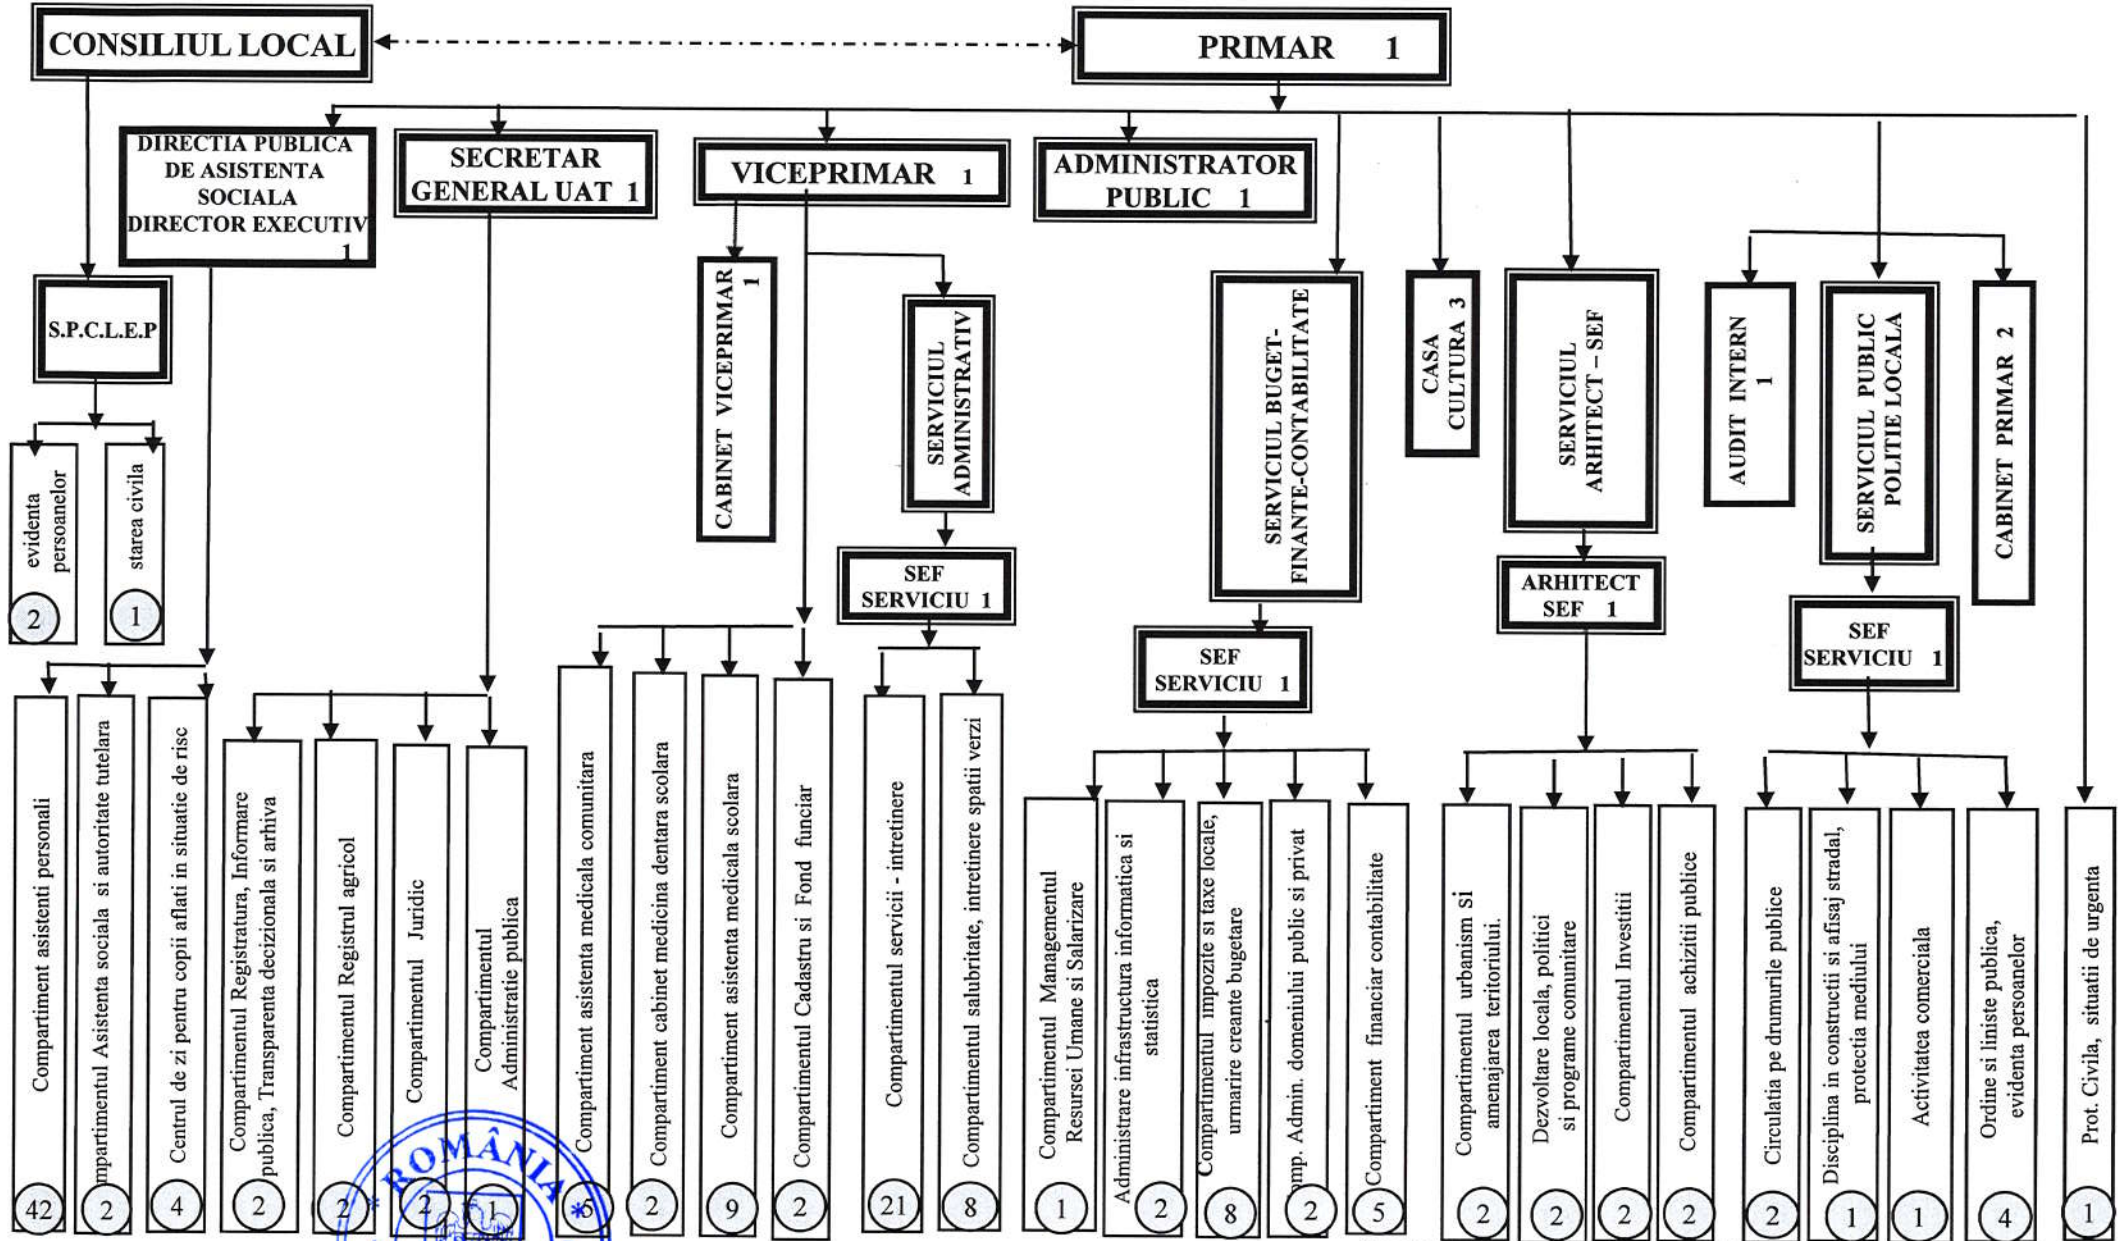 CONSILIUL LOCAL
PRIMAR 1
DIRECTIA PUBLICA
DE ASISTENTA
SOCIALA
DIRECTOR EXECUTIV
1
SECRETAR
GENERAL UAT 1
VICEPRIMAR 1
ADMINISTRATOR
PUBLIC 1
S.P.C.L.E.P
evidenta
persoanelor
2
starea civila
1
CABINET VICEPRIMAR
1
SERVICIUL
ADMINISTRATIV
SEF
SERVICIU 1
SERVICIUL BUGET-
FINANTE-CONTABILITATE
SEF
SERVICIU 1
CASA
CULTURA 3
SERVICIUL
ARHITECT – SEF
ARHITECT
SEF 1
AUDIT INTERN
1
SERVICIUL PUBLIC
POLITIE LOCALA
SEF
SERVICIU 1
CABINET PRIMAR 2
Compartiment asistenti personali
42
mpartimentul Asistenta sociala si autoritate tutelara
2
Centrul de zi pentru copii aflati in situatie de risc
4
Compartimentul Registratura, Informare
publica, Transparenta decizionala si arhiva
2
Compartimentul Registrul agricol
2
Compartimentul Juridic
2
Compartimentul
Administratie publica
1
Compartiment asistenta medicala comunitara
5
Compartiment cabinet medicina dentara scolara
2
Compartiment asistenta medicala scolara
9
Compartimentul Cadastru si Fond funciar
2
Compartimentul servicii - intretinere
21
Compartimentul salubritate, intretinere spatii verzi
8
Compartimentul Managementul
Resursei Umane si Salarizare
1
Administrare infrastructura informatica si
statistica
2
Compartimentul impozite si taxe locale,
urmarire creante bugetare
8
omp. Admin. domeniului public si privat
2
Compartiment financiar contabilitate
5
Compartimentul urbanism si
amenajarea teritoriului.
2
Dezvoltare locala, politici
si programe comunitare
2
Compartimentul Investitii
2
Compartimentul achizitii publice
2
Circulatia pe drumurile publice
2
Disciplina in constructii si afisaj stradal,
protectia mediului
1
Activitatea comerciala
1
Ordine si liniste publica,
evidenta persoanelor
4
Prot. Civila, situatii de urgenta
1
* ROMÂNIA *